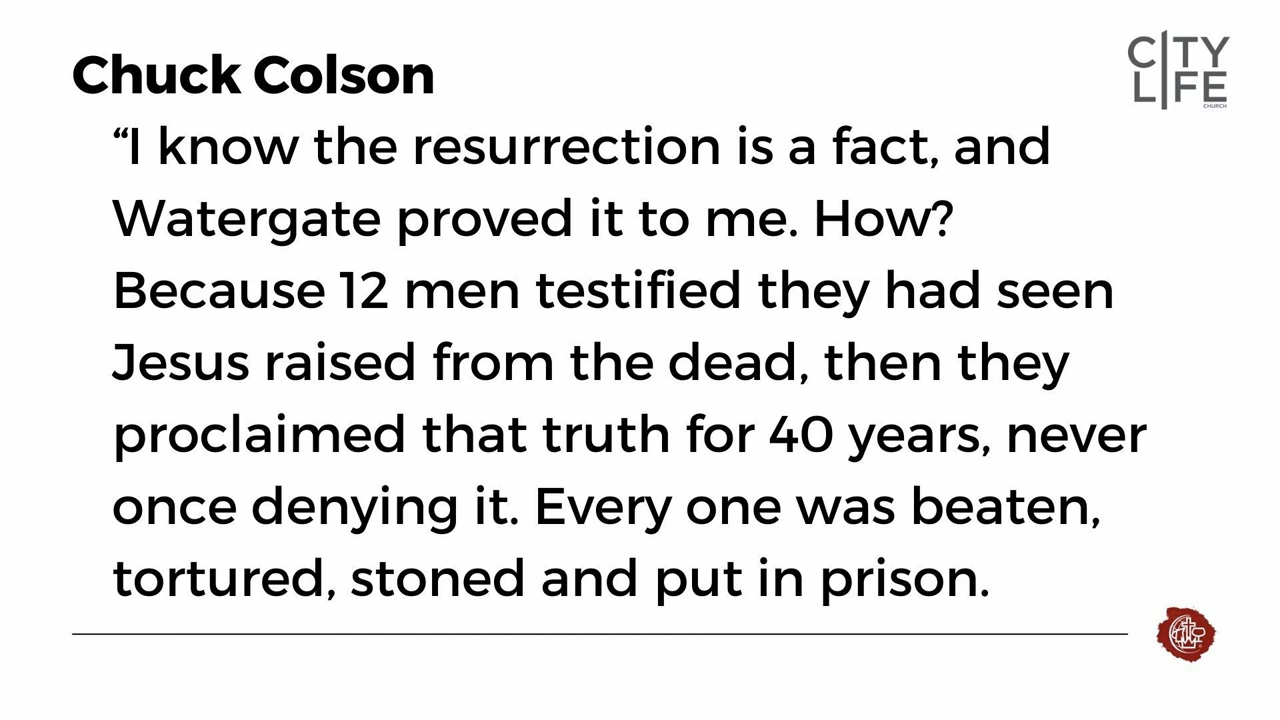 Chuck Colson
CITY
LIFE
CHURCH
“I know the resurrection is a fact, and
Watergate proved it to me. How?
Because 12 men testified they had seen
Jesus raised from the dead, then they
proclaimed that truth for 40 years, never
once denying it. Every one was beaten,
tortured, stoned and put in prison.